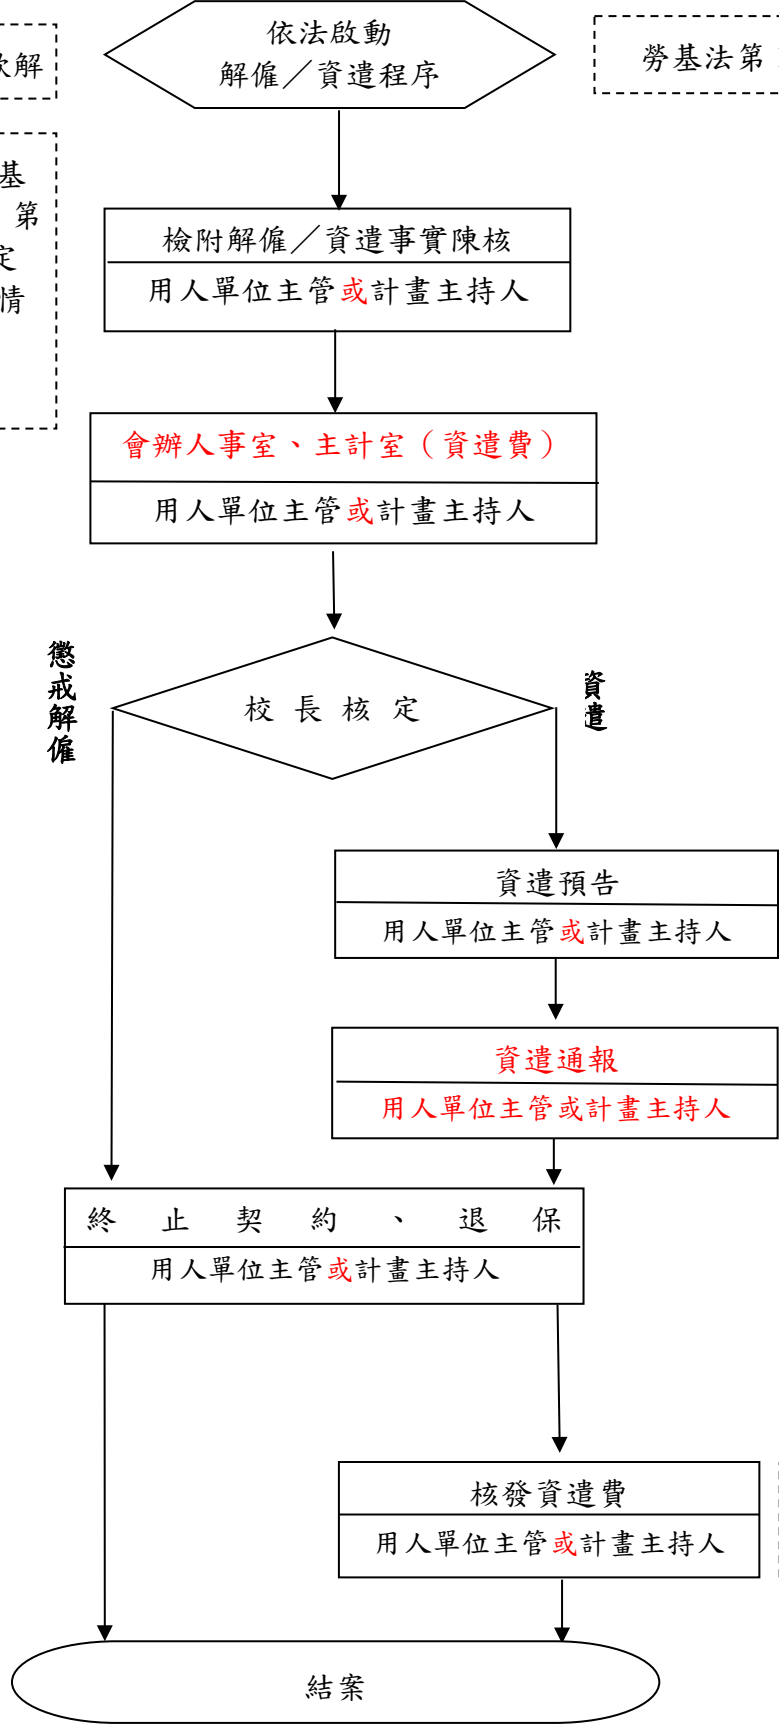 依法啟動
解僱／資遣程序
款解
勞基法第
基
第
定
情
檢附解僱／資遣事實陳核
用人單位主管或計畫主持人
會辦人事室、主計室（資遣費）
用人單位主管或計畫主持人
懲戒解僱
校長核定
資遣
資遣預告
用人單位主管或計畫主持人
資遣通報
用人單位主管或計畫主持人
終止契約、退保
用人單位主管或計畫主持人
核發資遣費
用人單位主管或計畫主持人
結案